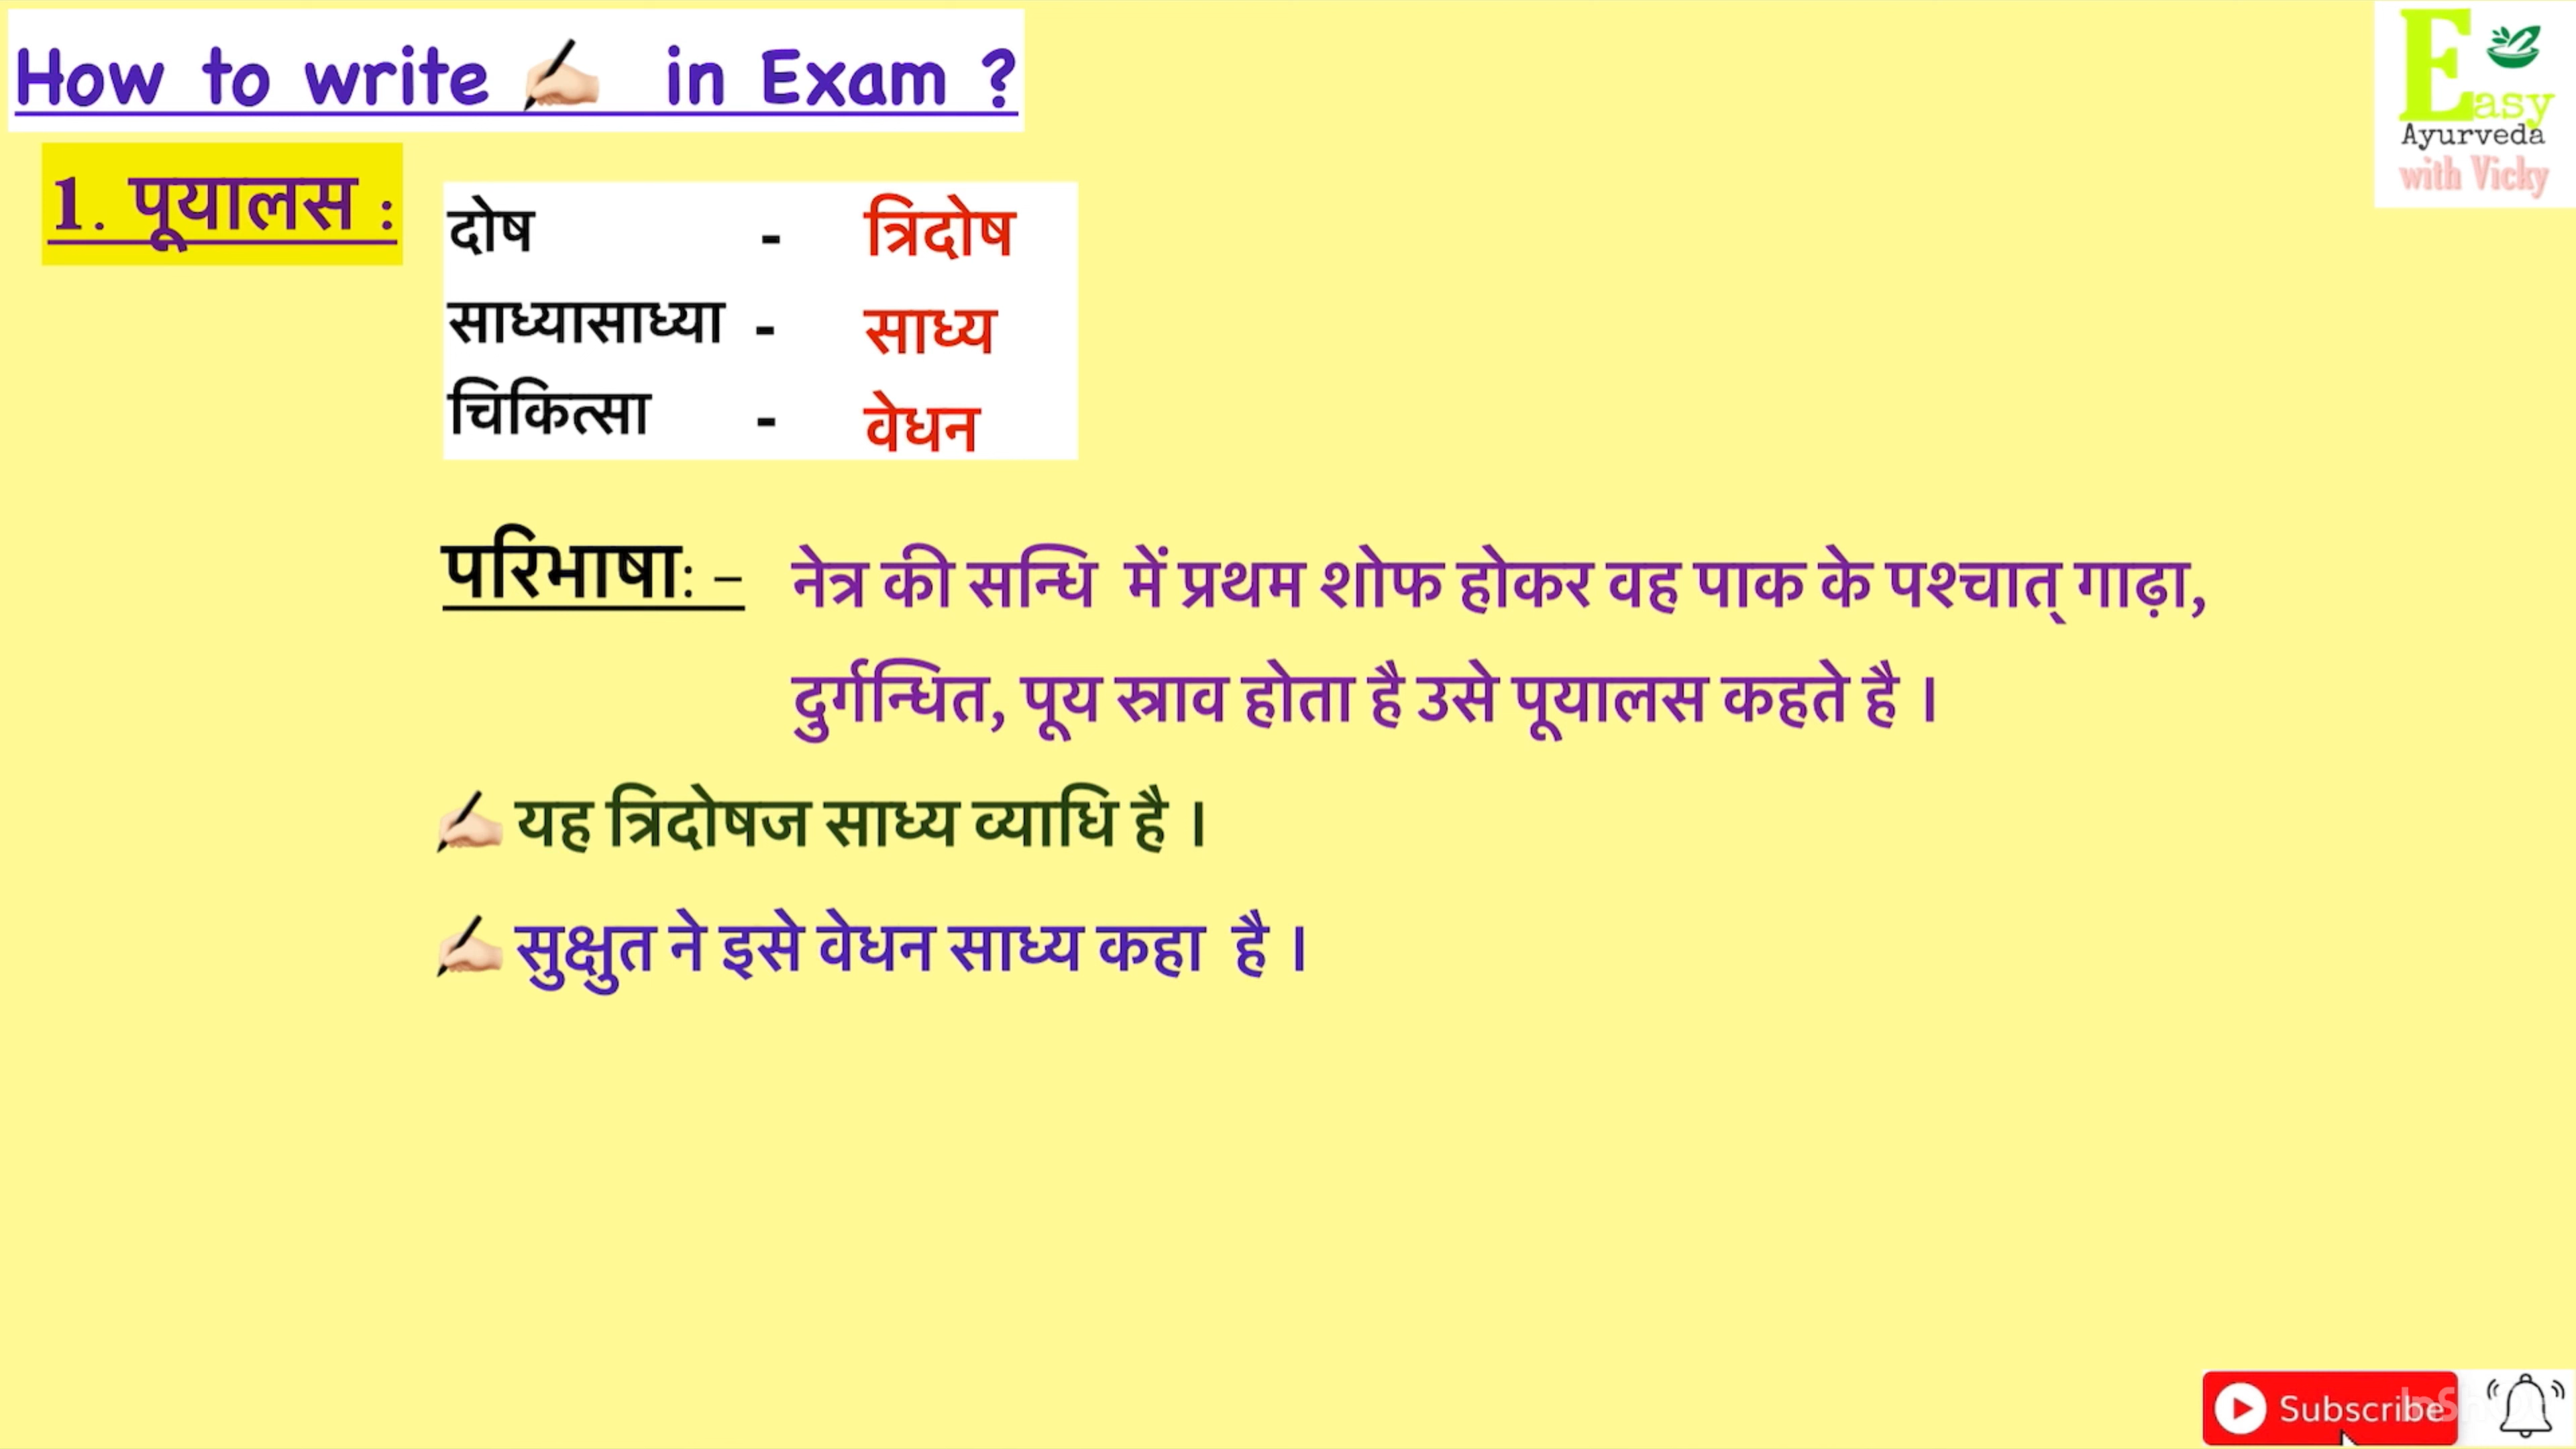 How to write ✍🏻 in Exam ?
Easy
Ayurveda
with Vicky
1. पूयालस :
दोष - त्रिदोष
साध्यासाध्या - साध्य
चिकित्सा - वेधन
परिभाषा: – नेत्र की सन्धि में प्रथम शोफ होकर वह पाक के पश्चात् गाढ़ा,
दुर्गन्धित, पूय स्त्राव होता है उसे पूयालस कहते है ।
✍🏻 यह त्रिदोषज साध्य व्याधि है ।
✍🏻 सुक्षुत ने इसे वेधन साध्य कहा है ।
Subscribe